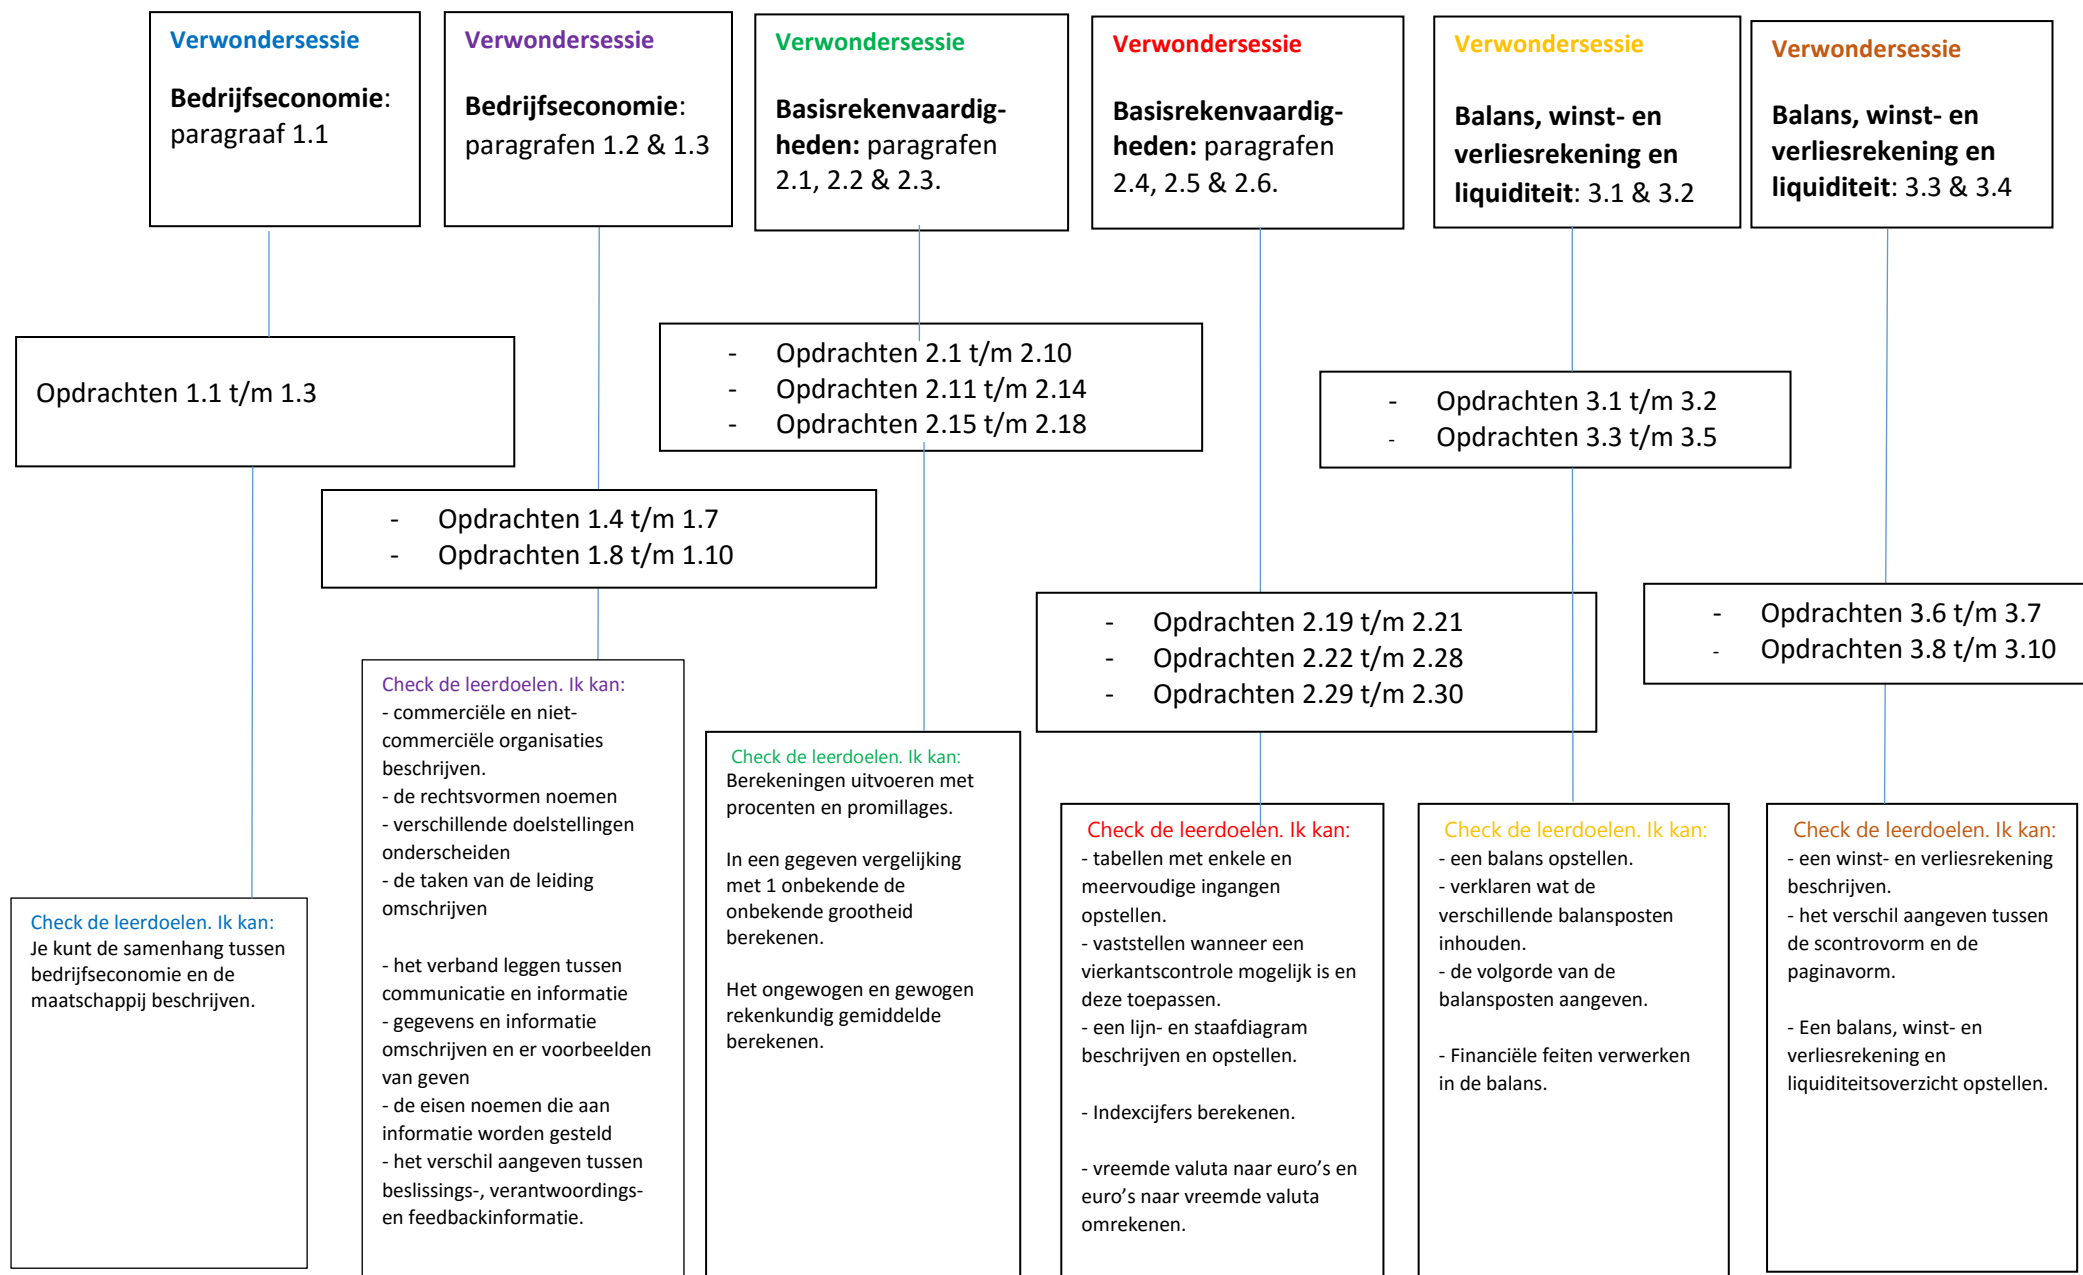 Verwondersessie
Bedrijfseconomie:
paragraaf 1.1
Verwondersessie
Bedrijfseconomie:
paragrafen 1.2 & 1.3
Verwondersessie
Basisrekenvaardig-
heden: paragrafen
2.1, 2.2 & 2.3.
Verwondersessie
Basisrekenvaardig-
heden: paragrafen
2.4, 2.5 & 2.6.
Verwondersessie
Balans, winst- en
verliesrekening en
liquiditeit: 3.1 & 3.2
Verwondersessie
Balans, winst- en
verliesrekening en
liquiditeit: 3.3 & 3.4
Opdrachten 1.1 t/m 1.3
- Opdrachten 1.4 t/m 1.7
- Opdrachten 1.8 t/m 1.10
- Opdrachten 2.1 t/m 2.10
- Opdrachten 2.11 t/m 2.14
- Opdrachten 2.15 t/m 2.18
- Opdrachten 2.19 t/m 2.21
- Opdrachten 2.22 t/m 2.28
- Opdrachten 2.29 t/m 2.30
- Opdrachten 3.1 t/m 3.2
- Opdrachten 3.3 t/m 3.5
- Opdrachten 3.6 t/m 3.7
- Opdrachten 3.8 t/m 3.10
Check de leerdoelen. Ik kan:
Je kunt de samenhang tussen
bedrijfseconomie en de
maatschappij beschrijven.
Check de leerdoelen. Ik kan:
- commerciële en niet-
commerciële organisaties
beschrijven.
- de rechtsvormen noemen
- verschillende doelstellingen
onderscheiden
- de taken van de leiding
omschrijven
- het verband leggen tussen
communicatie en informatie
- gegevens en informatie
omschrijven en er voorbeelden
van geven
- de eisen noemen die aan
informatie worden gesteld
- het verschil aangeven tussen
beslissings-, verantwoordings-
en feedbackinformatie.
Check de leerdoelen. Ik kan:
Berekeningen uitvoeren met
procenten en promillages.
In een gegeven vergelijking
met 1 onbekende de
onbekende grootheid
berekenen.
Het ongewogen en gewogen
rekenkundig gemiddelde
berekenen.
Check de leerdoelen. Ik kan:
- tabellen met enkele en
meervoudige ingangen
opstellen.
- vaststellen wanneer een
vierkantscontrole mogelijk is en
deze toepassen.
- een lijn- en staafdiagram
beschrijven en opstellen.
- Indexcijfers berekenen.
- vreemde valuta naar euro’s en
euro’s naar vreemde valuta
omrekenen.
Check de leerdoelen. Ik kan:
- een balans opstellen.
- verklaren wat de
verschillende balansposten
inhouden.
- de volgorde van de
balansposten aangeven.
- Financiële feiten verwerken
in de balans.
Check de leerdoelen. Ik kan:
- een winst- en verliesrekening
beschrijven.
- het verschil aangeven tussen
de scontrovorm en de
paginavorm.
- Een balans, winst- en
verliesrekening en
liquiditeitsoverzicht opstellen.